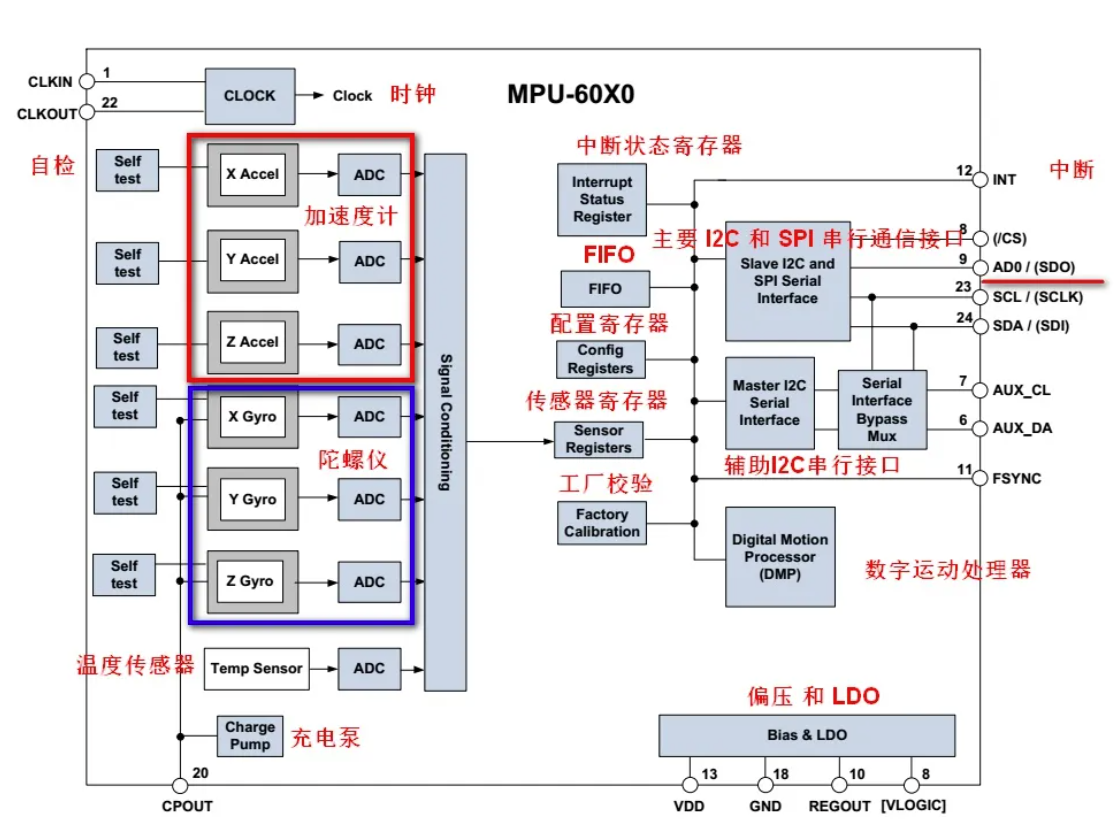 MPU-60X0
CLKIN
1
CLKOUT
22
CLOCK
Clock
时钟
自检
Self
test
X Accel
ADC
加速度计
Self
test
Y Accel
ADC
Self
test
Z Accel
ADC
Self
test
X Gyro
ADC
陀螺仪
Self
test
Y Gyro
ADC
Self
test
Z Gyro
ADC
温度传感器
Temp Sensor
ADC
Charge
Pump
充电泵
20
CPOUT
Signal Conditioning
中断状态寄存器
Interrupt
Status
Register
FIFO
FIFO
配置寄存器
Config
Registers
传感器寄存器
Sensor
Registers
工厂校验
Factory
Calibration
主要 I2C 和 SPI 串行通信接口
Slave I2C and
SPI Serial
Interface
Master I2C
Serial
Interface
Serial
Interface
Bypass
Mux
辅助I2C串行接口
Digital Motion
Processor
(DMP)
数字运动处理器
12
INT
中断
8
(/CS)
9
AD0 / (SDO)
23
SCL / (SCLK)
24
SDA / (SDI)
7
AUX_CL
6
AUX_DA
11
FSYNC
偏压 和 LDO
Bias & LDO
13
18
10
8
VDD
GND
REGOUT
[VLOGIC]